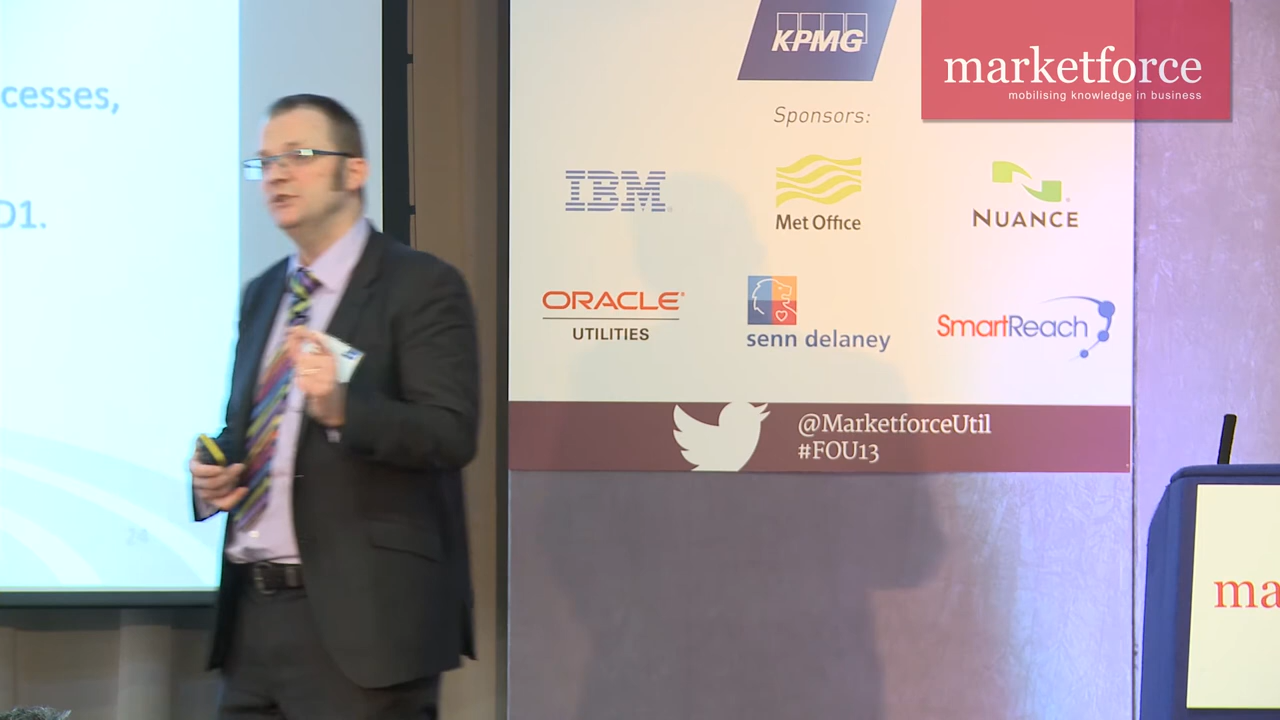 cesses,
D1.
24
KPMG
marketforce
mobilising knowledge in business
Sponsors:
IBM
Met Office
NUANCE
ORACLE
UTILITIES
senn delaney
SmartReach
@MarketforceUtil
#FOU13
ma